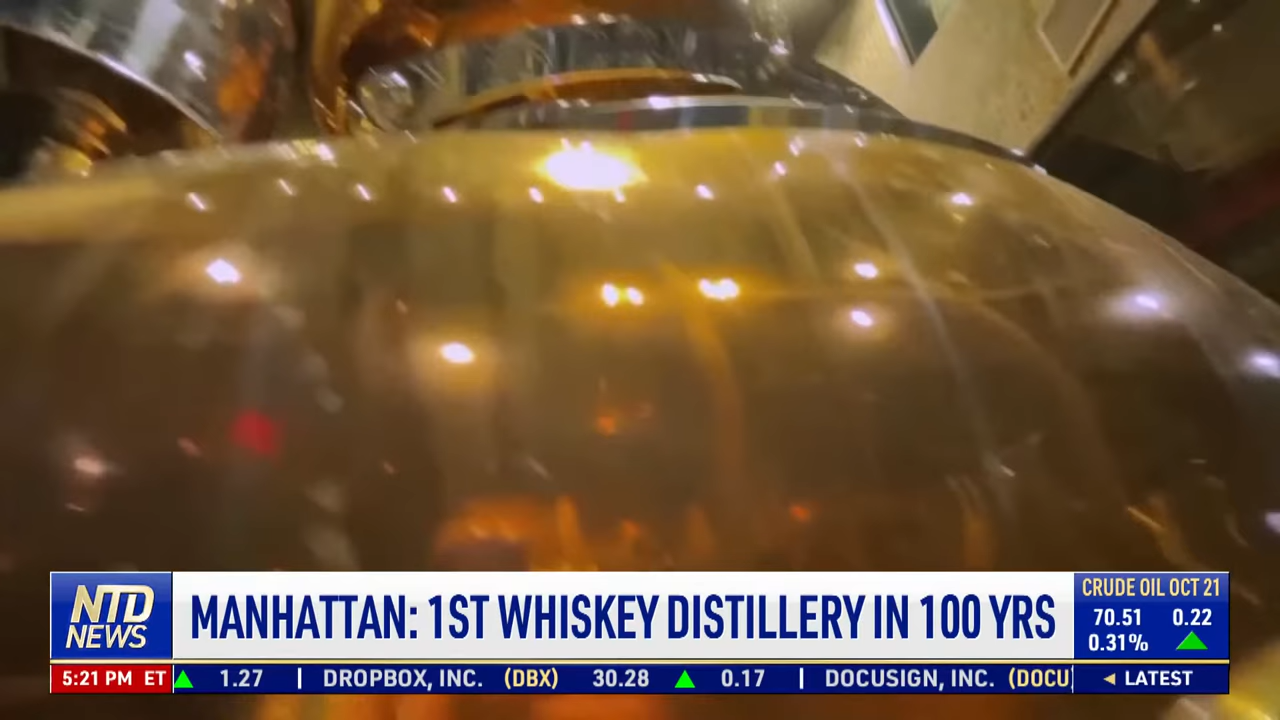 NTD
NEWS
MANHATTAN: 1ST WHISKEY DISTILLERY IN 100 YRS
CRUDE OIL OCT 21
70.51 0.22
0.31% ▲
5:21 PM ET ▲ 1.27 | DROPBOX, INC. (DBX) 30.28 ▲ 0.17 | DOCUSIGN, INC. (DOCU
◄ LATEST